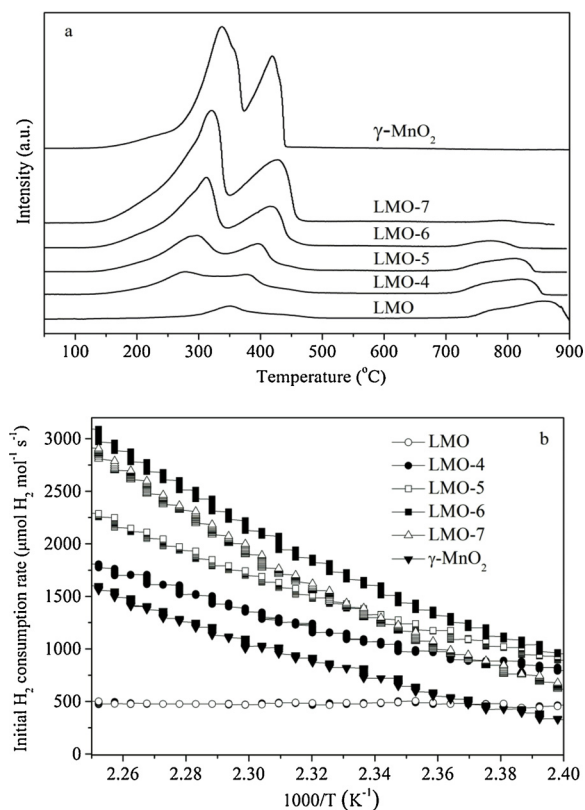 a
Intensity (a.u.)
γ-MnO₂
LMO-7
LMO-6
LMO-5
LMO-4
LMO
100 200 300 400 500 600 700 800 900
Temperature (°C)
b
Initial H₂ consumption rate (μmol H₂ mol⁻¹ s⁻¹)
3000
2500
2000
1500
1000
500
0
LMO
LMO-4
LMO-5
LMO-6
LMO-7
γ-MnO₂
2.26 2.28 2.30 2.32 2.34 2.36 2.38 2.40
1000/T (K⁻¹)